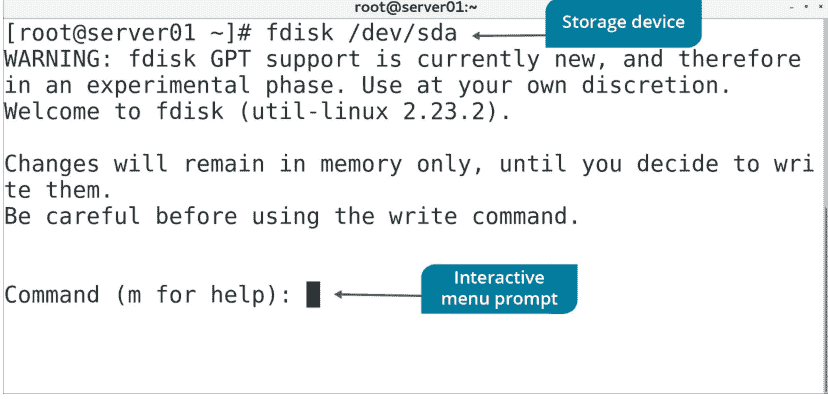 root@server01:~
[root@server01 ~]# fdisk /dev/sda
Storage device
WARNING: fdisk GPT support is currently new, and therefore
in an experimental phase. Use at your own discretion.
Welcome to fdisk (util-linux 2.23.2).
Changes will remain in memory only, until you decide to wri
te them.
Be careful before using the write command.
Command (m for help):
Interactive
menu prompt